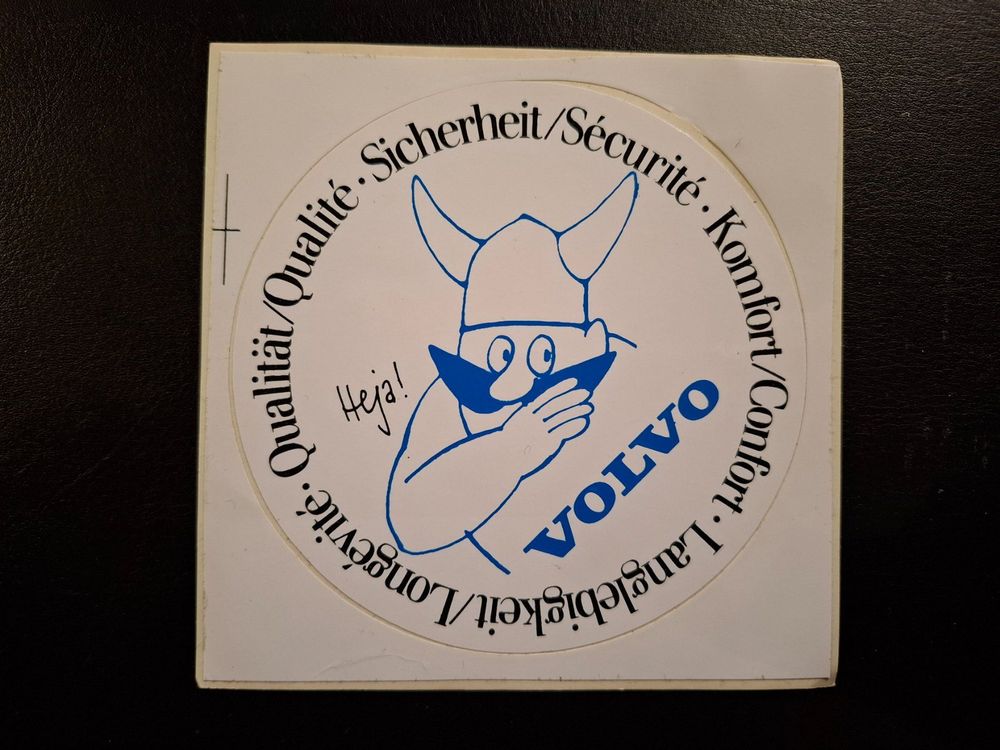 Qualität/Qualité · Sicherheit/Sécurité · Komfort/Confort · Langlebigkeit/Longévité ·
Heja!
VOLVO